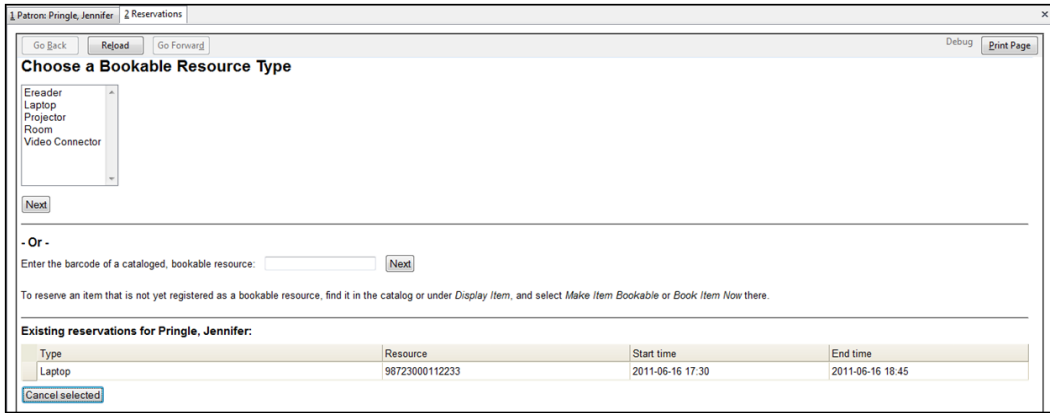 1 Patron: Pringle, Jennifer 2 Reservations ×
Go Back Reload Go Forward Debug Print Page
Choose a Bookable Resource Type
Ereader
Laptop
Projector
Room
Video Connector
Next
- Or -
Enter the barcode of a cataloged, bookable resource: Next
To reserve an item that is not yet registered as a bookable resource, find it in the catalog or under Display Item, and select Make Item Bookable or Book Item Now there.
Existing reservations for Pringle, Jennifer:
Type Resource Start time End time
Laptop 98723000112233 2011-06-16 17:30 2011-06-16 18:45
Cancel selected